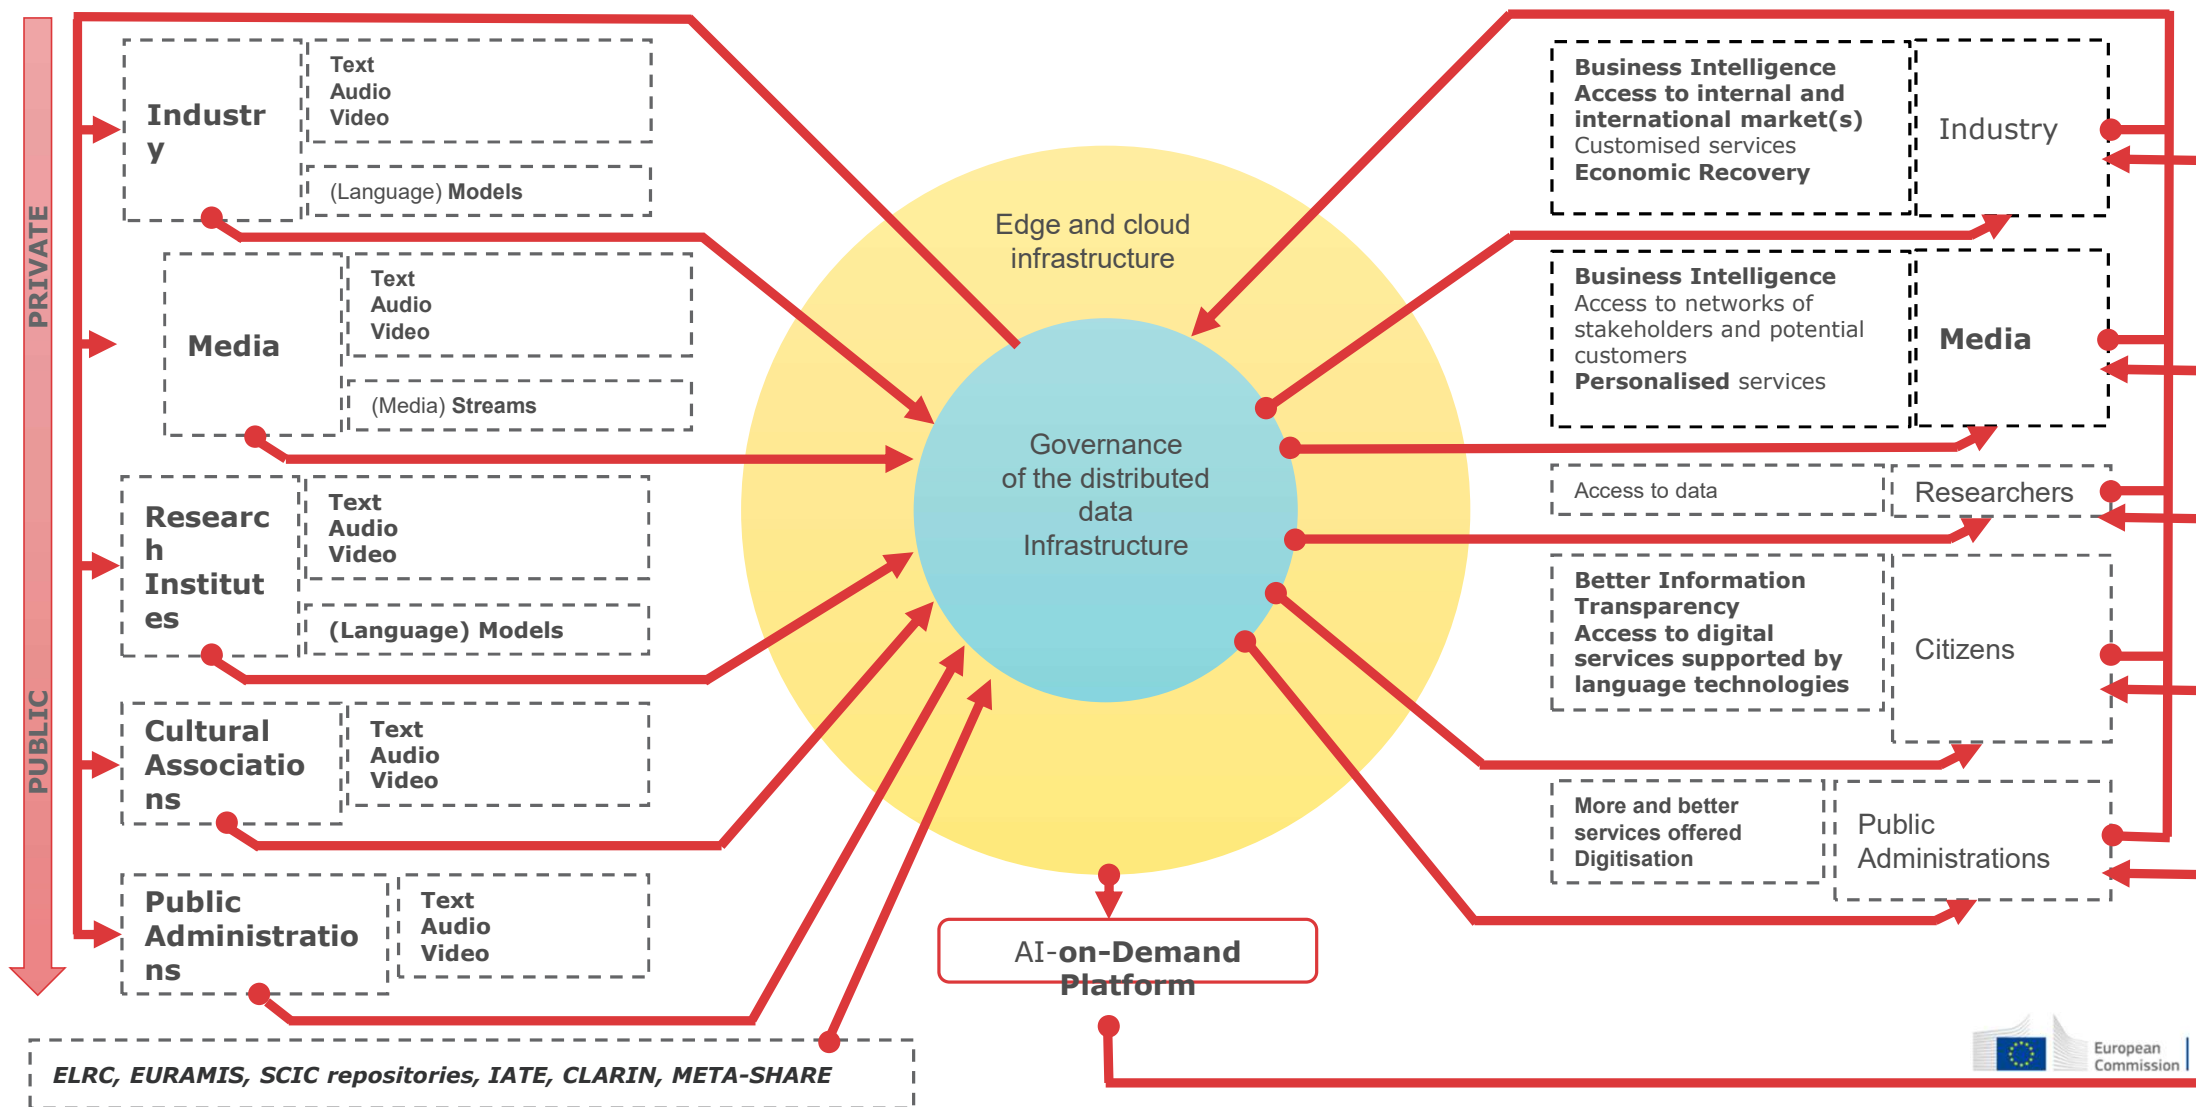 PRIVATE
PUBLIC
Industr
y
Text
Audio
Video
(Language) Models
Media
Text
Audio
Video
(Media) Streams
Researc
h
Institut
es
Text
Audio
Video
(Language) Models
Cultural
Associatio
ns
Text
Audio
Video
Public
Administratio
ns
Text
Audio
Video
ELRC, EURAMIS, SCIC repositories, IATE, CLARIN, META-SHARE
Edge and cloud
infrastructure
Governance
of the distributed
data
Infrastructure
AI-on-Demand
Platform
Business Intelligence
Access to internal and
international market(s)
Customised services
Economic Recovery
Industry
Business Intelligence
Access to networks of
stakeholders and potential
customers
Personalised services
Media
Access to data
Researchers
Better Information
Transparency
Access to digital
services supported by
language technologies
Citizens
More and better
services offered
Digitisation
Public
Administrations
European
Commission